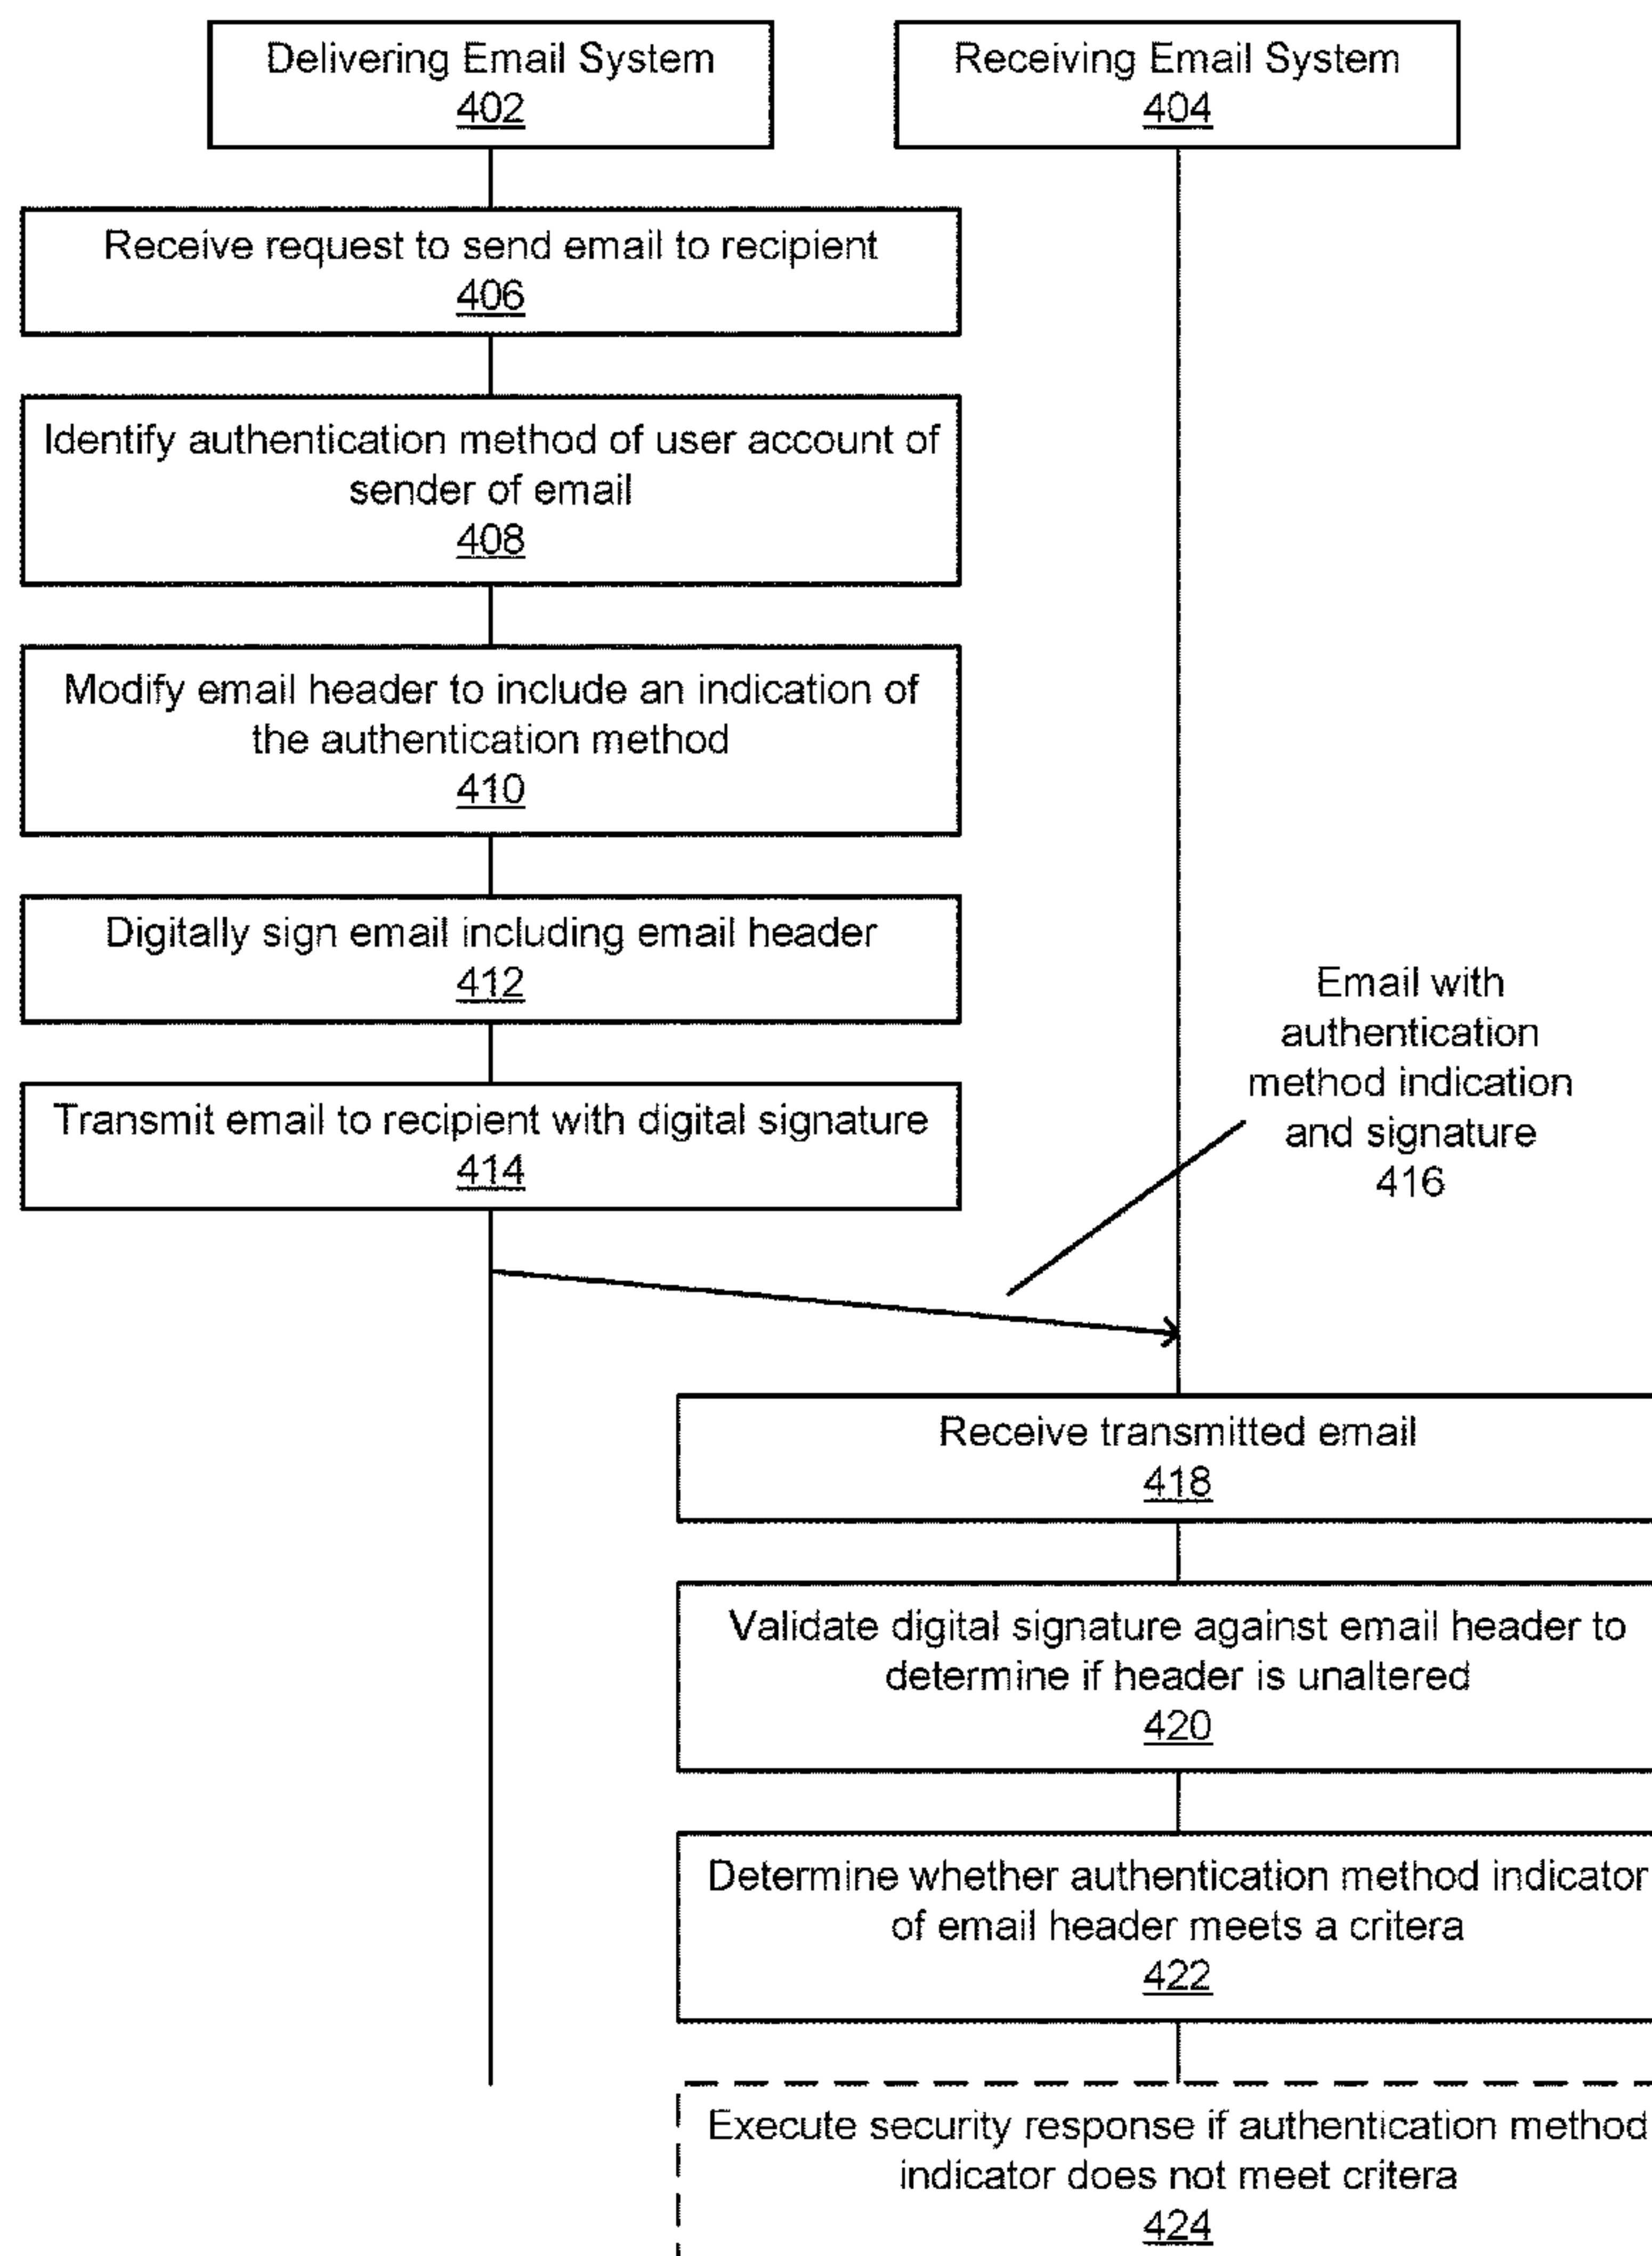 Delivering Email System
402
Receiving Email System
404
Receive request to send email to recipient
406
Identify authentication method of user account of
sender of email
408
Modify email header to include an indication of
the authentication method
410
Digitally sign email including email header
412
Email with
authentication
method indication
and signature
416
Transmit email to recipient with digital signature
414
Receive transmitted email
418
Validate digital signature against email header to
determine if header is unaltered
420
Determine whether authentication method indicator
of email header meets a critera
422
Execute security response if authentication method
indicator does not meet critera
424